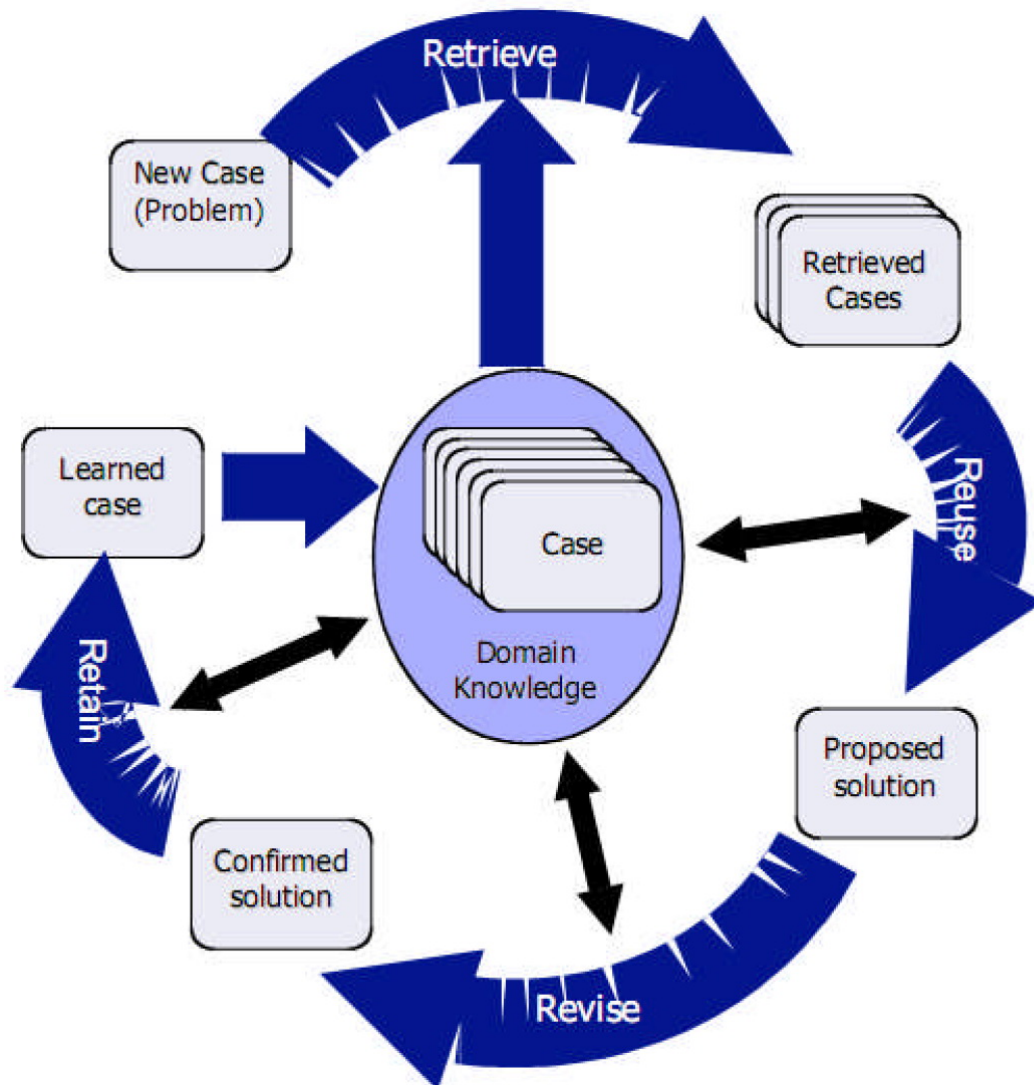 Retrieve
New Case
(Problem)
Retrieved
Cases
Reuse
Learned
case
Case
Domain
Knowledge
Retain
Proposed
solution
Confirmed
solution
Revise